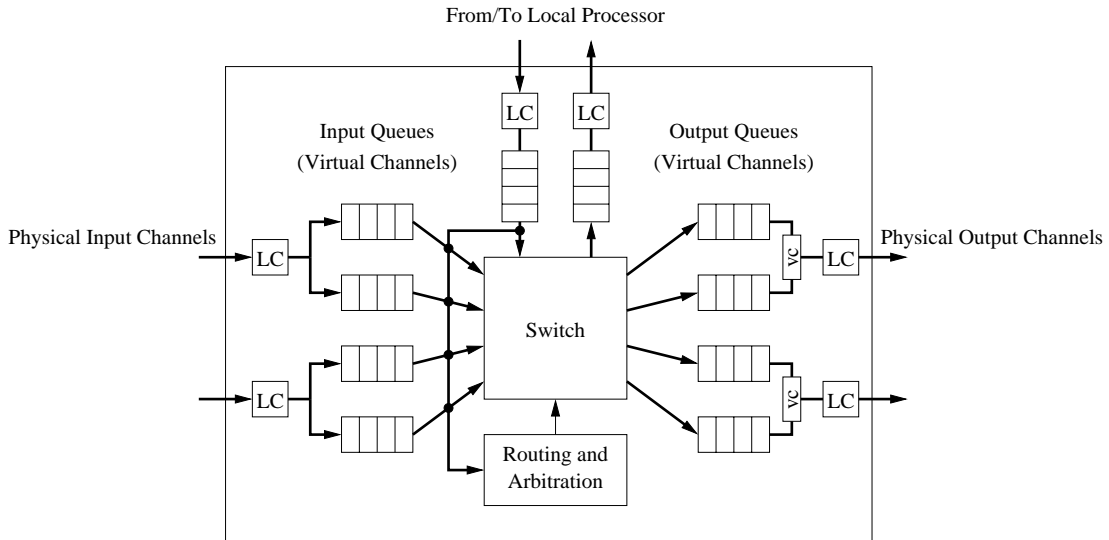 From/To Local Processor
LC
LC
Input Queues
(Virtual Channels)
Output Queues
(Virtual Channels)
Physical Input Channels
LC
VC
LC
Physical Output Channels
Switch
LC
VC
LC
Routing and
Arbitration